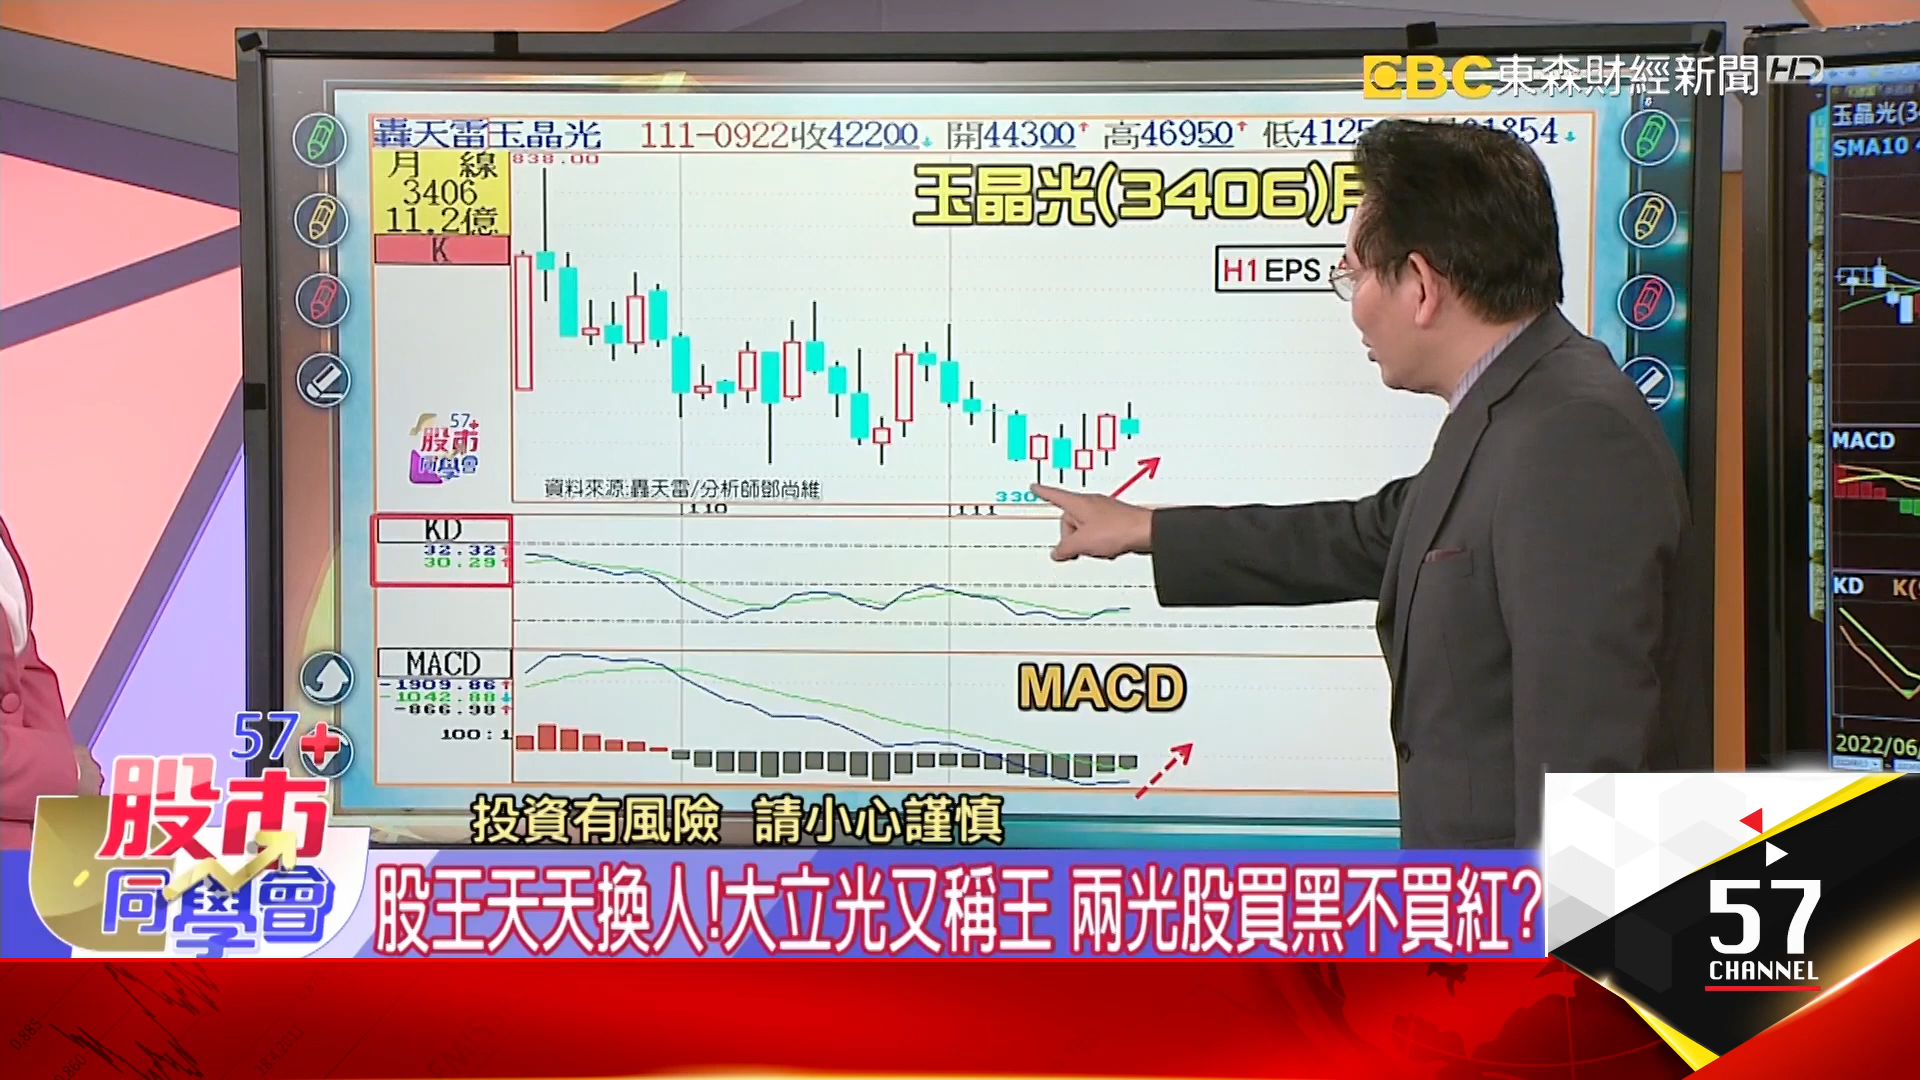 EBC 東森財經新聞 HD
轟天雷玉晶光 111-0922收42200 開44300 高46950 低4125 1854
月 線
3406
11.2億
K
838.00
玉晶光(3406)月
H1 EPS
57
股市
同學會
資料來源:轟天雷/分析師鄧尚維
330
110
111
KD
32.32
30.29
MACD
-1909.86
-1042.88
-866.98
100:1
MACD
玉晶光(3
SMA10
MACD
KD K(
2022/06
投資有風險 請小心謹慎
57
股市
同學會
股王天天換人!大立光又稱王 兩光股買黑不買紅?
57
CHANNEL